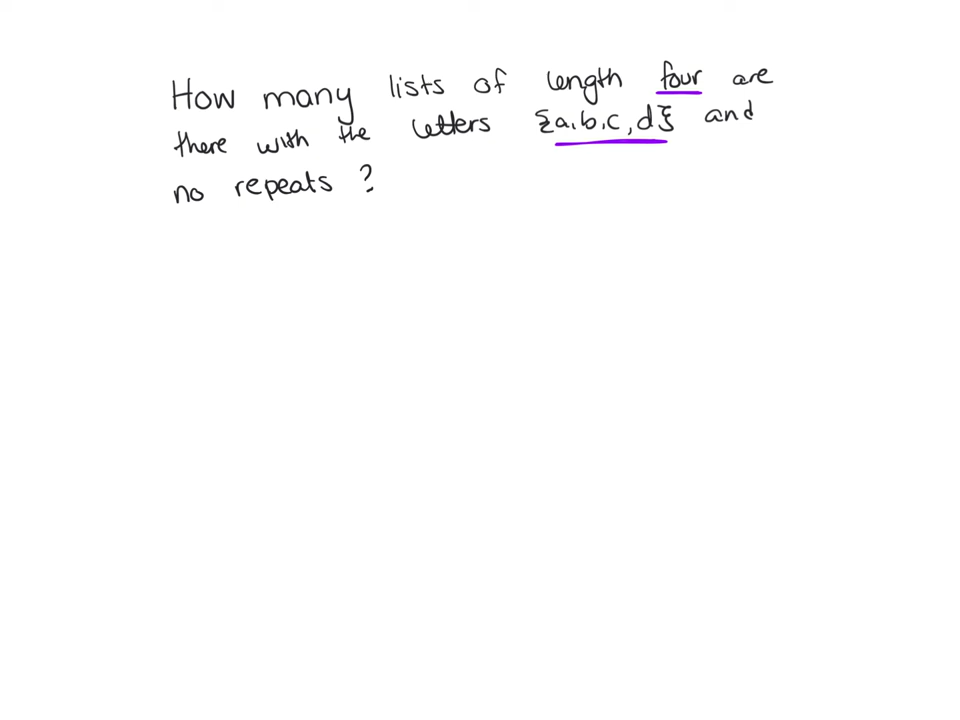 How many lists of length four are
there with the letters {a,b,c,d} and
no repeats?